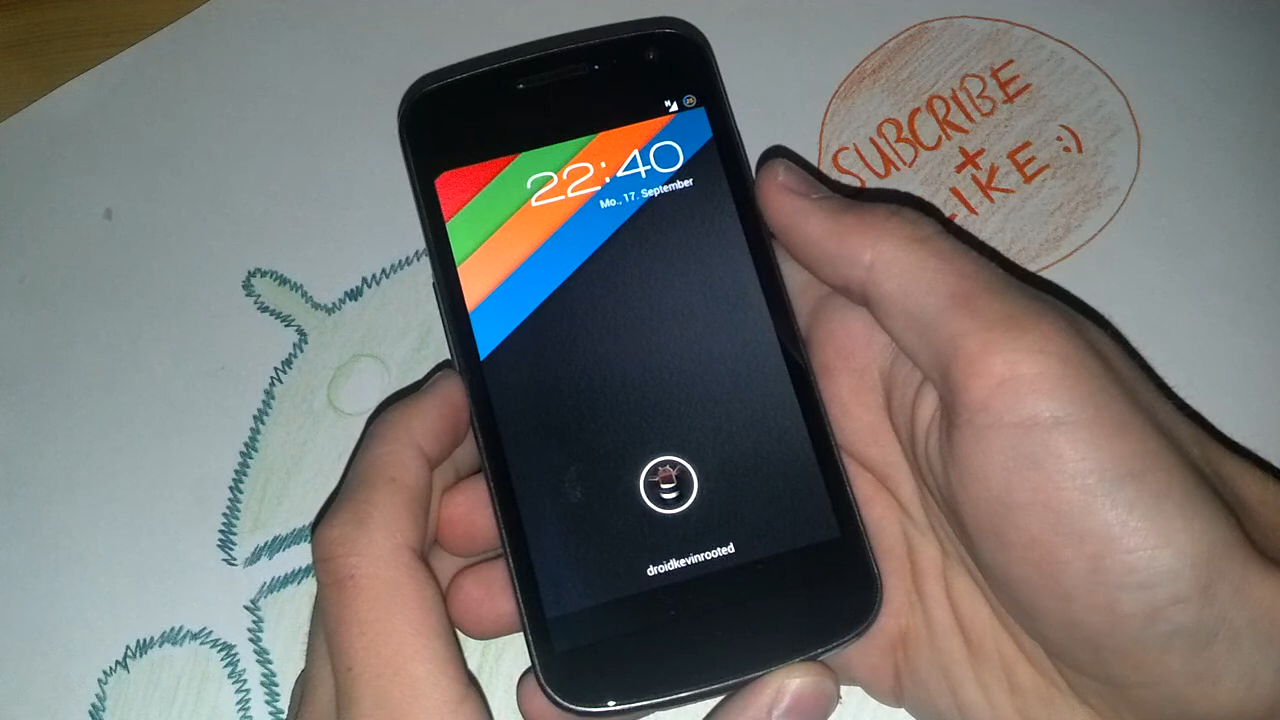 H
22:40
Mo., 17. September
droidkevinrooted
SUBCRIBE
+
LIKE :)